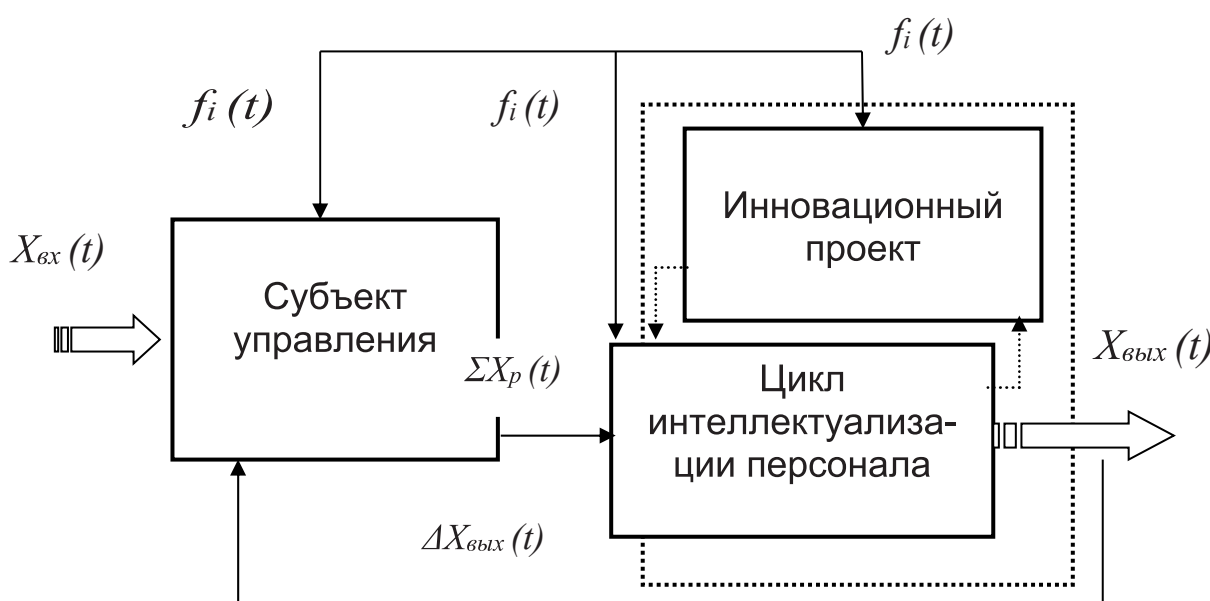 fi (t)
fi (t)
fi (t)
Инновационный
проект
Xвх (t)
Субъект
управления
ΣXp (t)
Цикл
интеллектуализа-
ции персонала
Xвых (t)
ΔXвых (t)